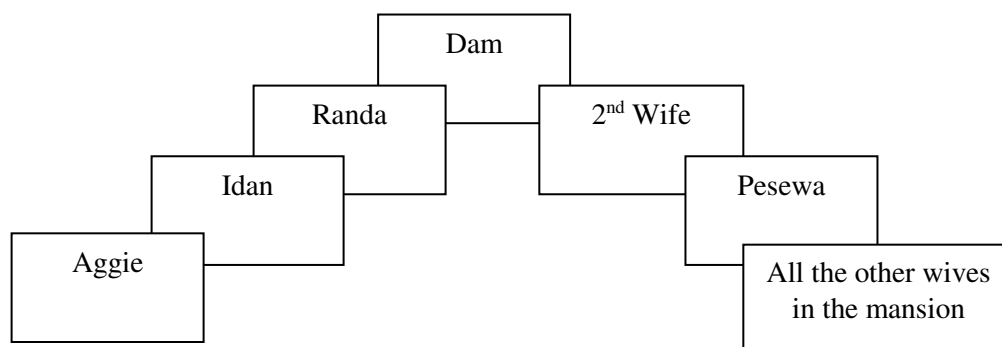 Dam
Randa
2nd Wife
Idan
Pesewa
Aggie
All the other wives
in the mansion